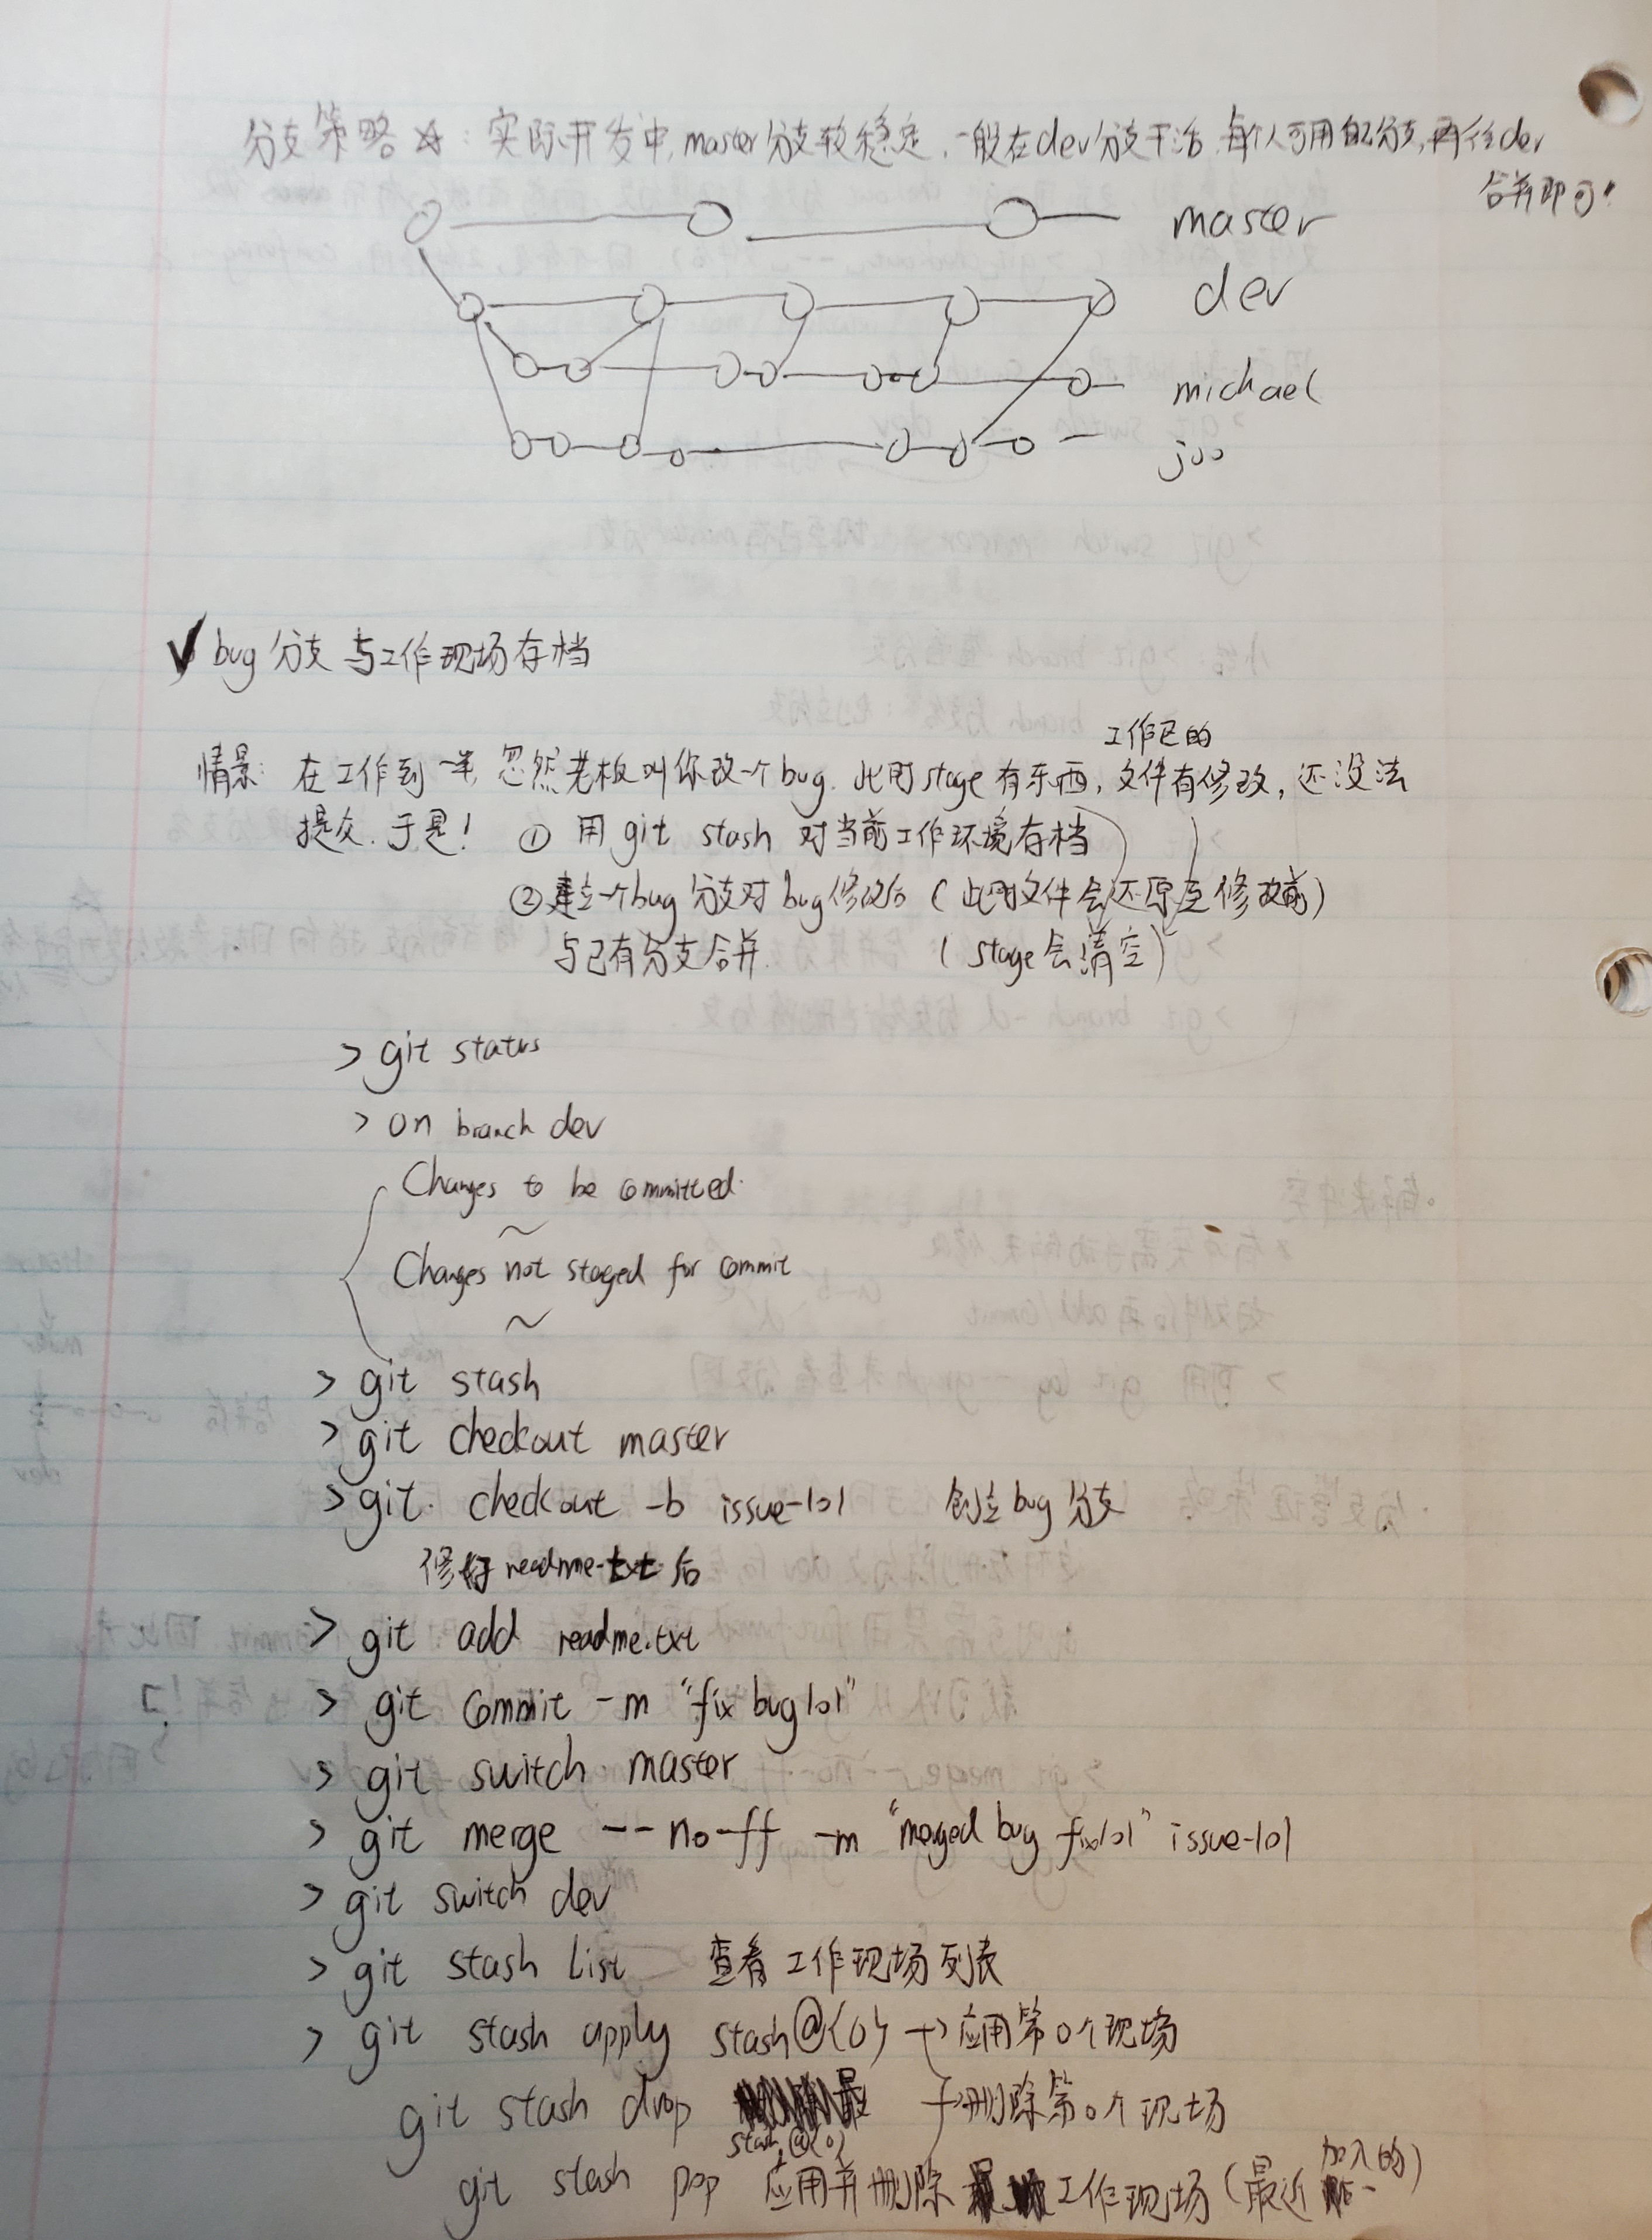 分支策略☆: 实际开发中, master分支较稳定, 一般在dev分支干活 每个人可用自己分支, 再往dev
合并即可!
master
dev
michael
joo
✓ bug 分支与工作现场存档
工作区的
情景: 在工作到一半, 忽然老板叫你改一个bug. 此时stage有东西, 文件有修改, 还没法
提交. 于是! ① 用 git stash 对当前工作环境存档
②建立一个bug分支对bug修改后 (此时文件会还原至修改前)
与已有分支合并. (stage会清空)
> git status
> on branch dev
Changes to be committed.
~
Changes not staged for commit
~
> git stash
> git checkout master
> git. checkout -b issue-101 创立bug分支
修好readme.txt后
> git add readme.txt
> git commit -m "fix bug101"
> git switch master
> git merge --no-ff -m "merged bug fix101" issue-101
> git switch dev
> git stash list 查看工作现场列表
> git stash apply stash@{0} → 应用第0个现场
git stash drop → 删除第0个现场
stash@{0}
git stash pop 应用并删除工作现场 (最近加入的)